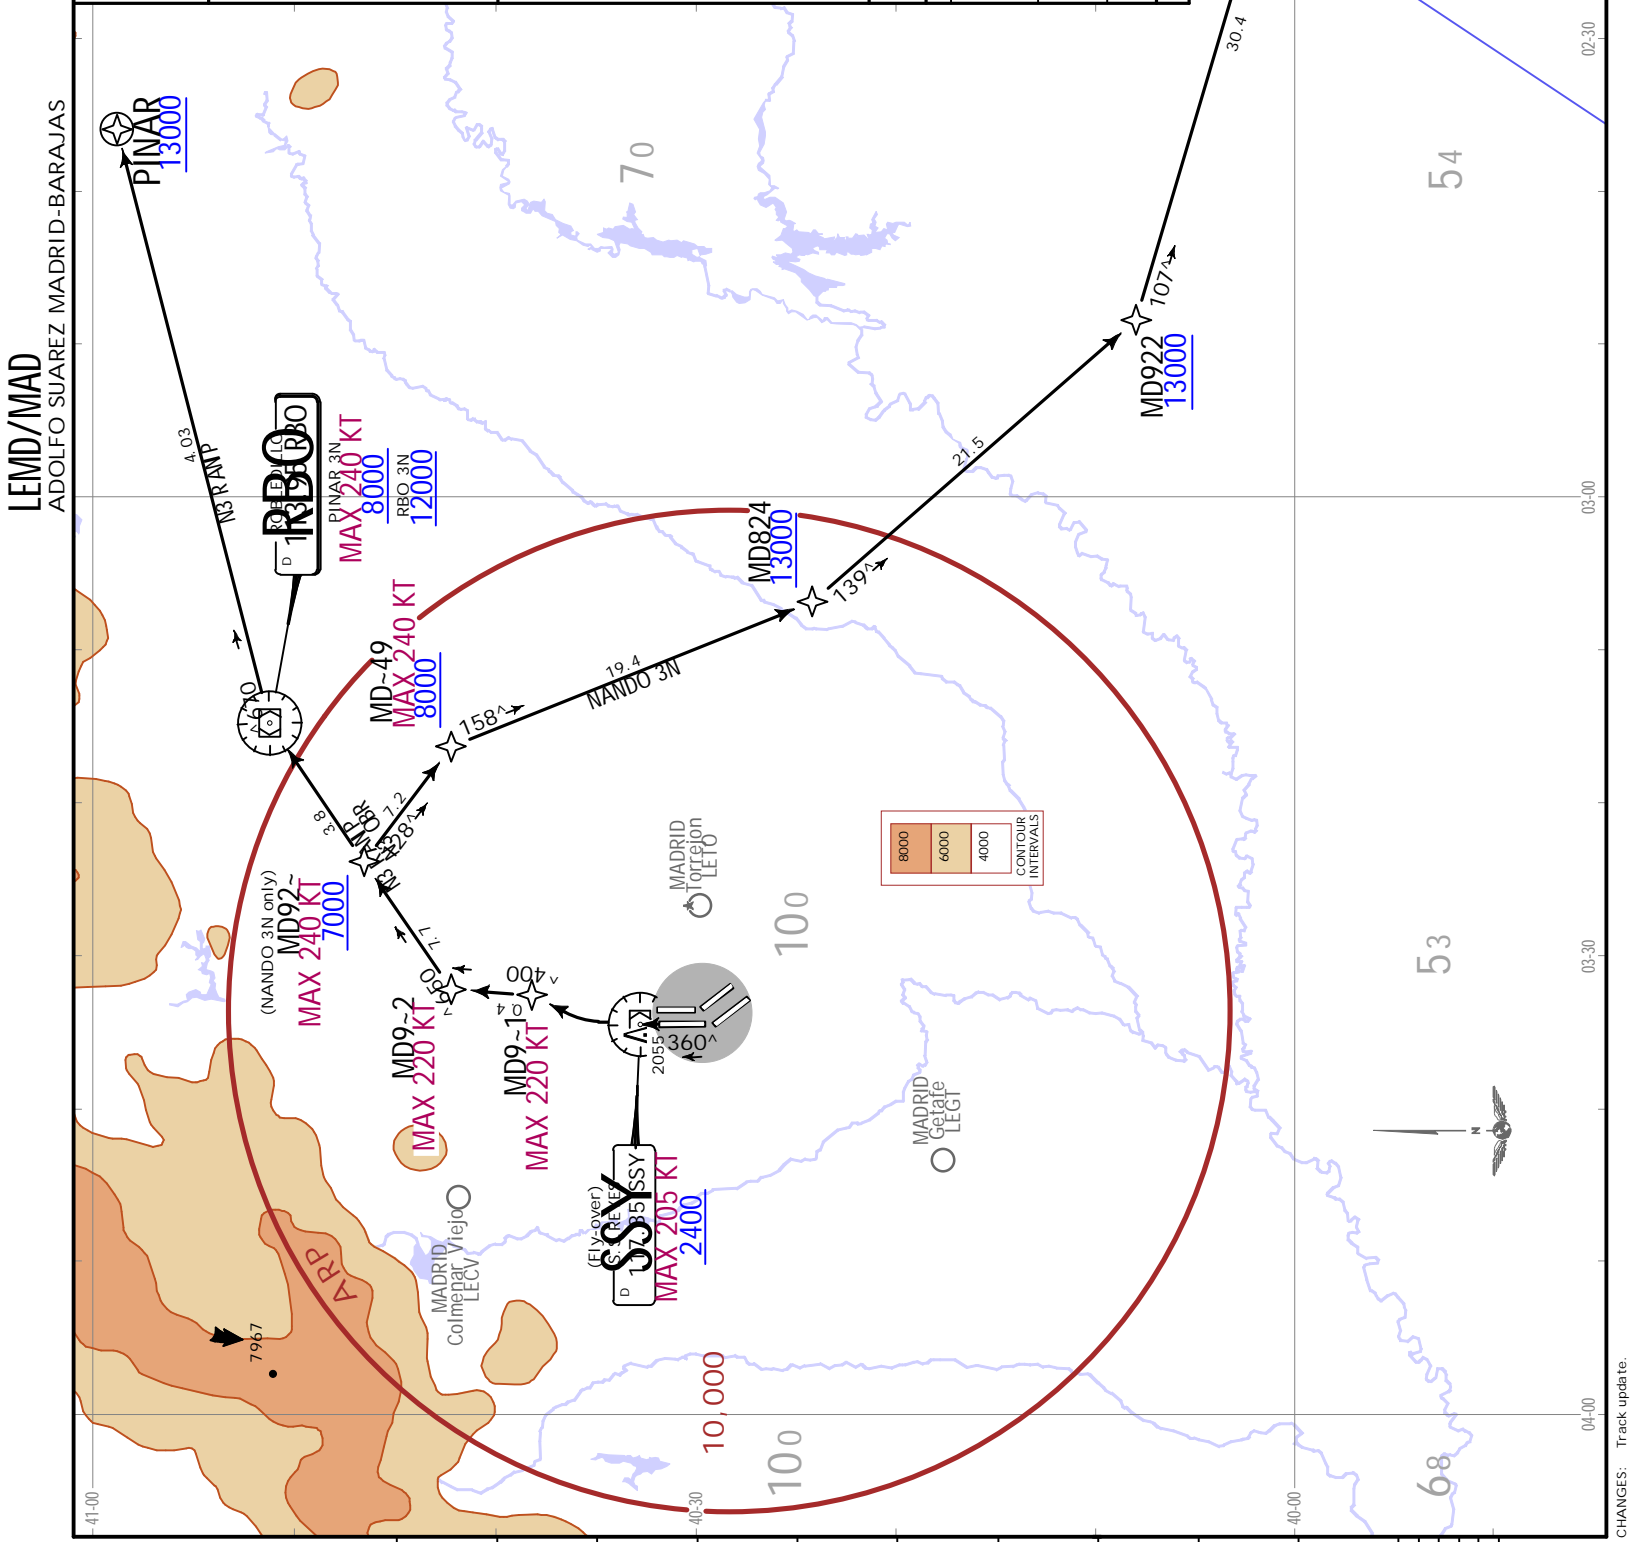 LEMD/MAD
ADOLFO SUAREZ MADRID-BARAJAS
PINAR
13000
4.03
N3 RANP
D
RBO
PINAR 3N
MAX 240 KT
8000
RBO 3N
12000
3.8
(NANDO 3N only)
MD92~
MAX 240 KT
7000
7.2
MD~49
MAX 240 KT
8000
158^
19.4
NANDO 3N
MD824
13000
139^
21.5
MD922
13000
107^
30.4
7.7
MD9~2
MAX 220 KT
MD9~1
MAX 220 KT
^400
2055
360^
(Fly-over)
D
SSY
MAX 205 KT
2400
MADRID
Torrejon
LETO
MADRID
Getafe
LEGT
MADRID
Colmenar Viejo
LECV
ARP
7967
10,000
8000
6000
4000
CONTOUR
INTERVALS
70
54
100
53
100
68
N
41-00
40-30
40-00
02-30
03-00
03-30
04-00
CHANGES: Track update.